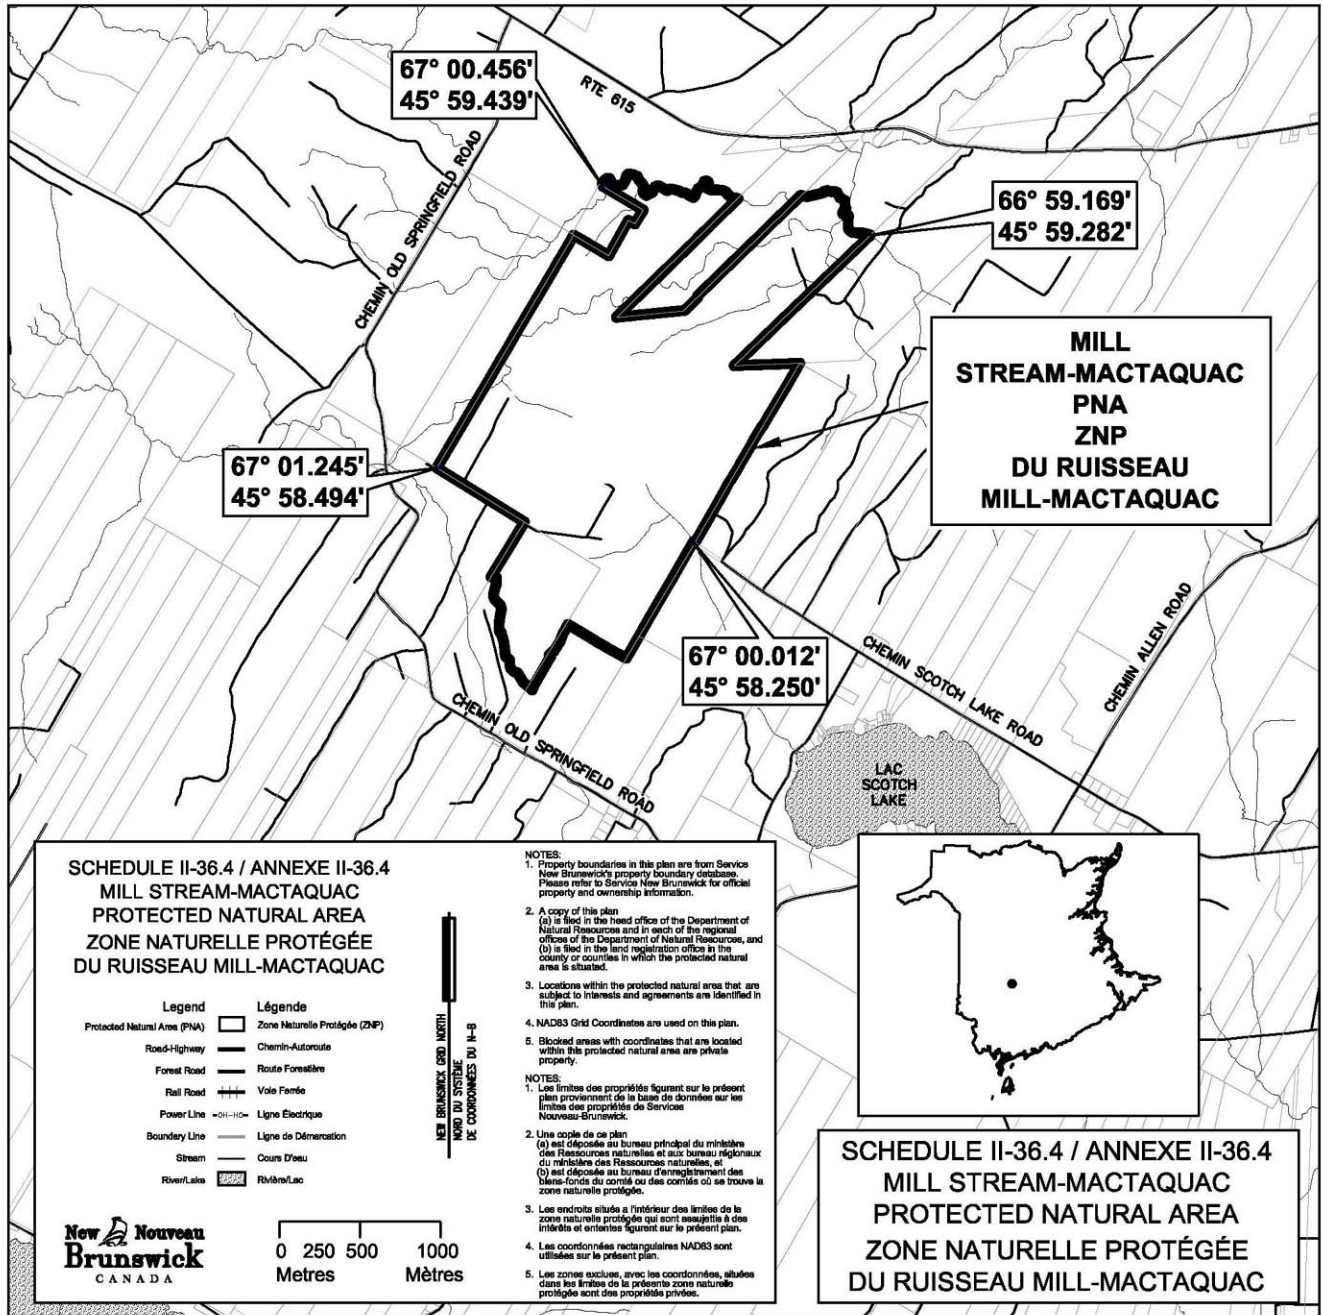 67° 00.456'
45° 59.439'
RTE 615
CHEMIN OLD SPRINGFIELD ROAD
66° 59.169'
45° 59.282'
MILL
STREAM-MACTAQUAC
PNA
ZNP
DU RUISSEAU
MILL-MACTAQUAC
67° 01.245'
45° 58.494'
67° 00.012'
45° 58.250'
CHEMIN SCOTCH LAKE ROAD
CHEMIN ALLEN ROAD
CHEMIN OLD SPRINGFIELD ROAD
LAC
SCOTCH
LAKE
SCHEDULE II-36.4 / ANNEXE II-36.4
MILL STREAM-MACTAQUAC
PROTECTED NATURAL AREA
ZONE NATURELLE PROTÉGÉE
DU RUISSEAU MILL-MACTAQUAC
Legend Légende
Protected Natural Area (PNA) Zone Naturelle Protégée (ZNP)
Road-Highway Chemin-Autoroute
Forest Road Route Forestière
Rail Road Voie Ferrée
Power Line -OH-HO- Ligne Électrique
Boundary Line Ligne de Démarcation
Stream Cours D'eau
River/Lake Rivière/Lac
NEW BRUNSWICK GRID NORTH
NORD DU SYSTÈME
DE COORDONNÉES DU N-B
New Nouveau
Brunswick
CANADA
0 250 500 1000
Metres Mètres
NOTES:
1. Property boundaries in this plan are from Service
New Brunswick's property boundary database.
Please refer to Service New Brunswick for official
property and ownership information.
2. A copy of this plan
(a) is filed in the head office of the Department of
Natural Resources and in each of the regional
offices of the Department of Natural Resources, and
(b) is filed in the land registration office in the
county or counties in which the protected natural
area is situated.
3. Locations within the protected natural area that are
subject to interests and agreements are identified in
this plan.
4. NAD83 Grid Coordinates are used on this plan.
5. Blocked areas with coordinates that are located
within this protected natural area are private
property.
NOTES:
1. Les limites des propriétés figurant sur le présent
plan proviennent de la base de données sur les
limites des propriétés de Services
Nouveau-Brunswick.
2. Une copie de ce plan
(a) est déposée au bureau principal du ministère
des Ressources naturelles et aux bureau régionaux
du ministère des Ressources naturelles, et
(b) est déposée au bureau d'enregistrement des
biens-fonds du comté ou des comtés où se trouve la
zone naturelle protégée.
3. Les endroits situés a l'intérieur des limites de la
zone naturelle protégée qui sont assujettis à des
intérêts et ententes figurent sur le présent plan.
4. Les coordonnées rectangulaires NAD83 sont
utilisées sur le présent plan.
5. Les zones exclues, avec les coordonnées, situées
dans les limites de la présente zone naturelle
protégée sont des propriétés privées.
SCHEDULE II-36.4 / ANNEXE II-36.4
MILL STREAM-MACTAQUAC
PROTECTED NATURAL AREA
ZONE NATURELLE PROTÉGÉE
DU RUISSEAU MILL-MACTAQUAC